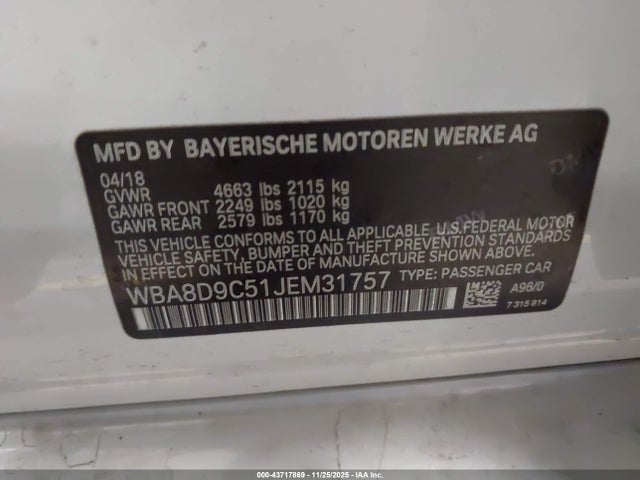 MFD BY BAYERISCHE MOTOREN WERKE AG
04/18
GVWR 4663 lbs 2115 kg
GAWR FRONT 2249 lbs 1020 kg
GAWR REAR 2579 lbs 1170 kg
THIS VEHICLE CONFORMS TO ALL APPLICABLE U.S.FEDERAL MOTOR
VEHICLE SAFETY, BUMPER, AND THEFT PREVENTION STANDARDS
IN EFFECT ON THE DATE OF MANUFACTURE SHOWN ABOVE.
WBA8D9C51JEM31757 TYPE: PASSENGER CAR
A96/0
7 315 814
000-43717869 - 11/25/2025 - IAA Inc.